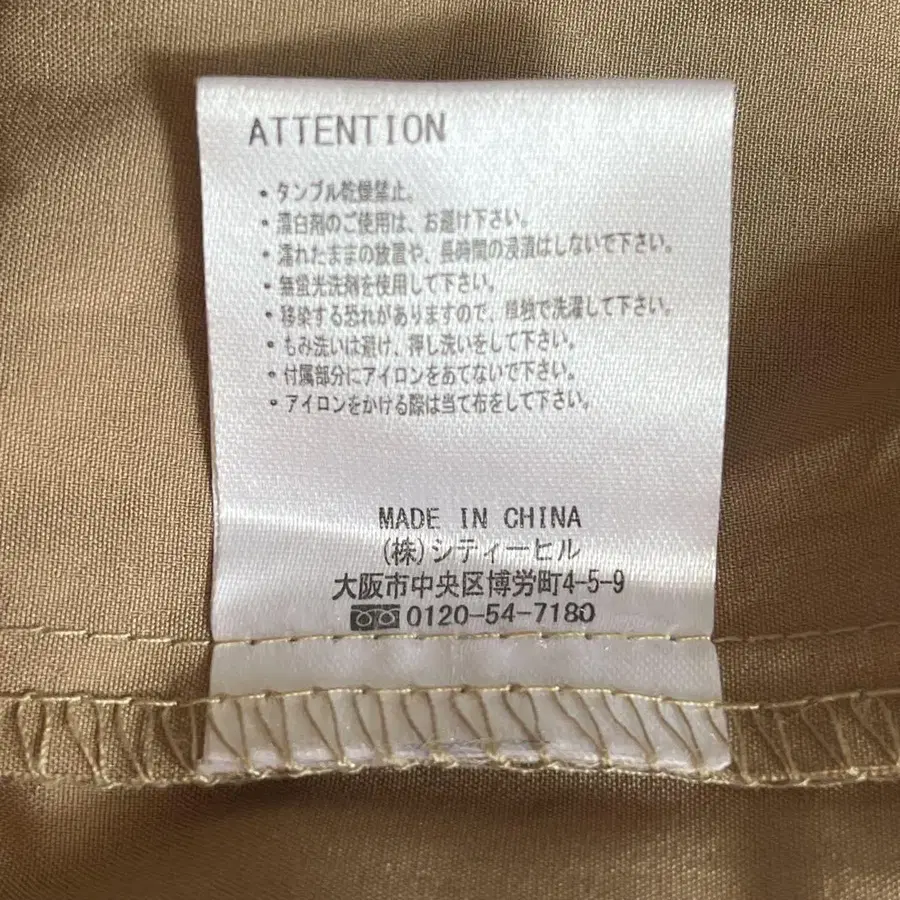 ATTENTION
・タンブル乾燥禁止。
・漂白剤のご使用は、お避け下さい。
・濡れたままの放置や、長時間の浸漬はしないで下さい。
・無蛍光洗剤を使用して下さい。
・移染する恐れがありますので、単独で洗濯して下さい。
・もみ洗いは避け、押し洗いをして下さい。
・付属部分にアイロンをあてないで下さい。
・アイロンをかける際は当て布をして下さい。
MADE IN CHINA
(株)シティーヒル
大阪市中央区博労町4-5-9
0120-54-7180